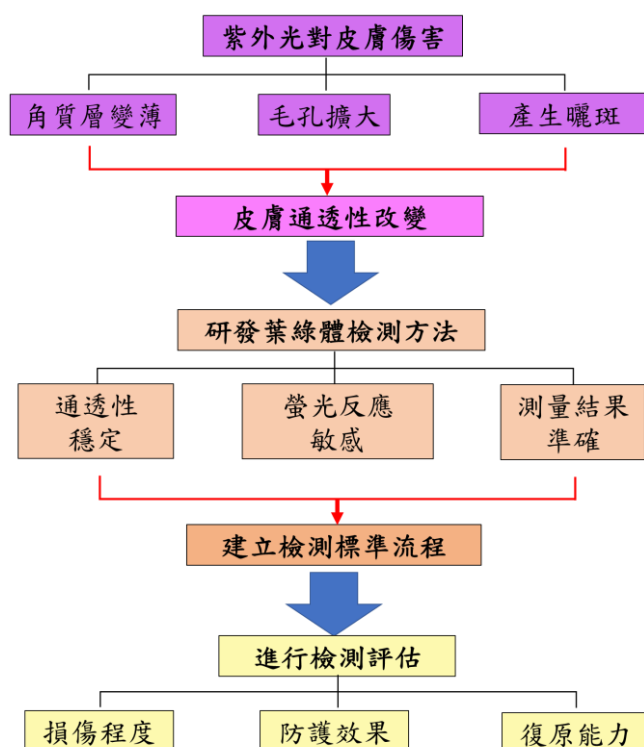 紫外光對皮膚傷害
角質層變薄
毛孔擴大
產生曬斑
皮膚通透性改變
研發葉綠體檢測方法
通透性
穩定
螢光反應
敏感
測量結果
準確
建立檢測標準流程
進行檢測評估
損傷程度
防護效果
復原能力